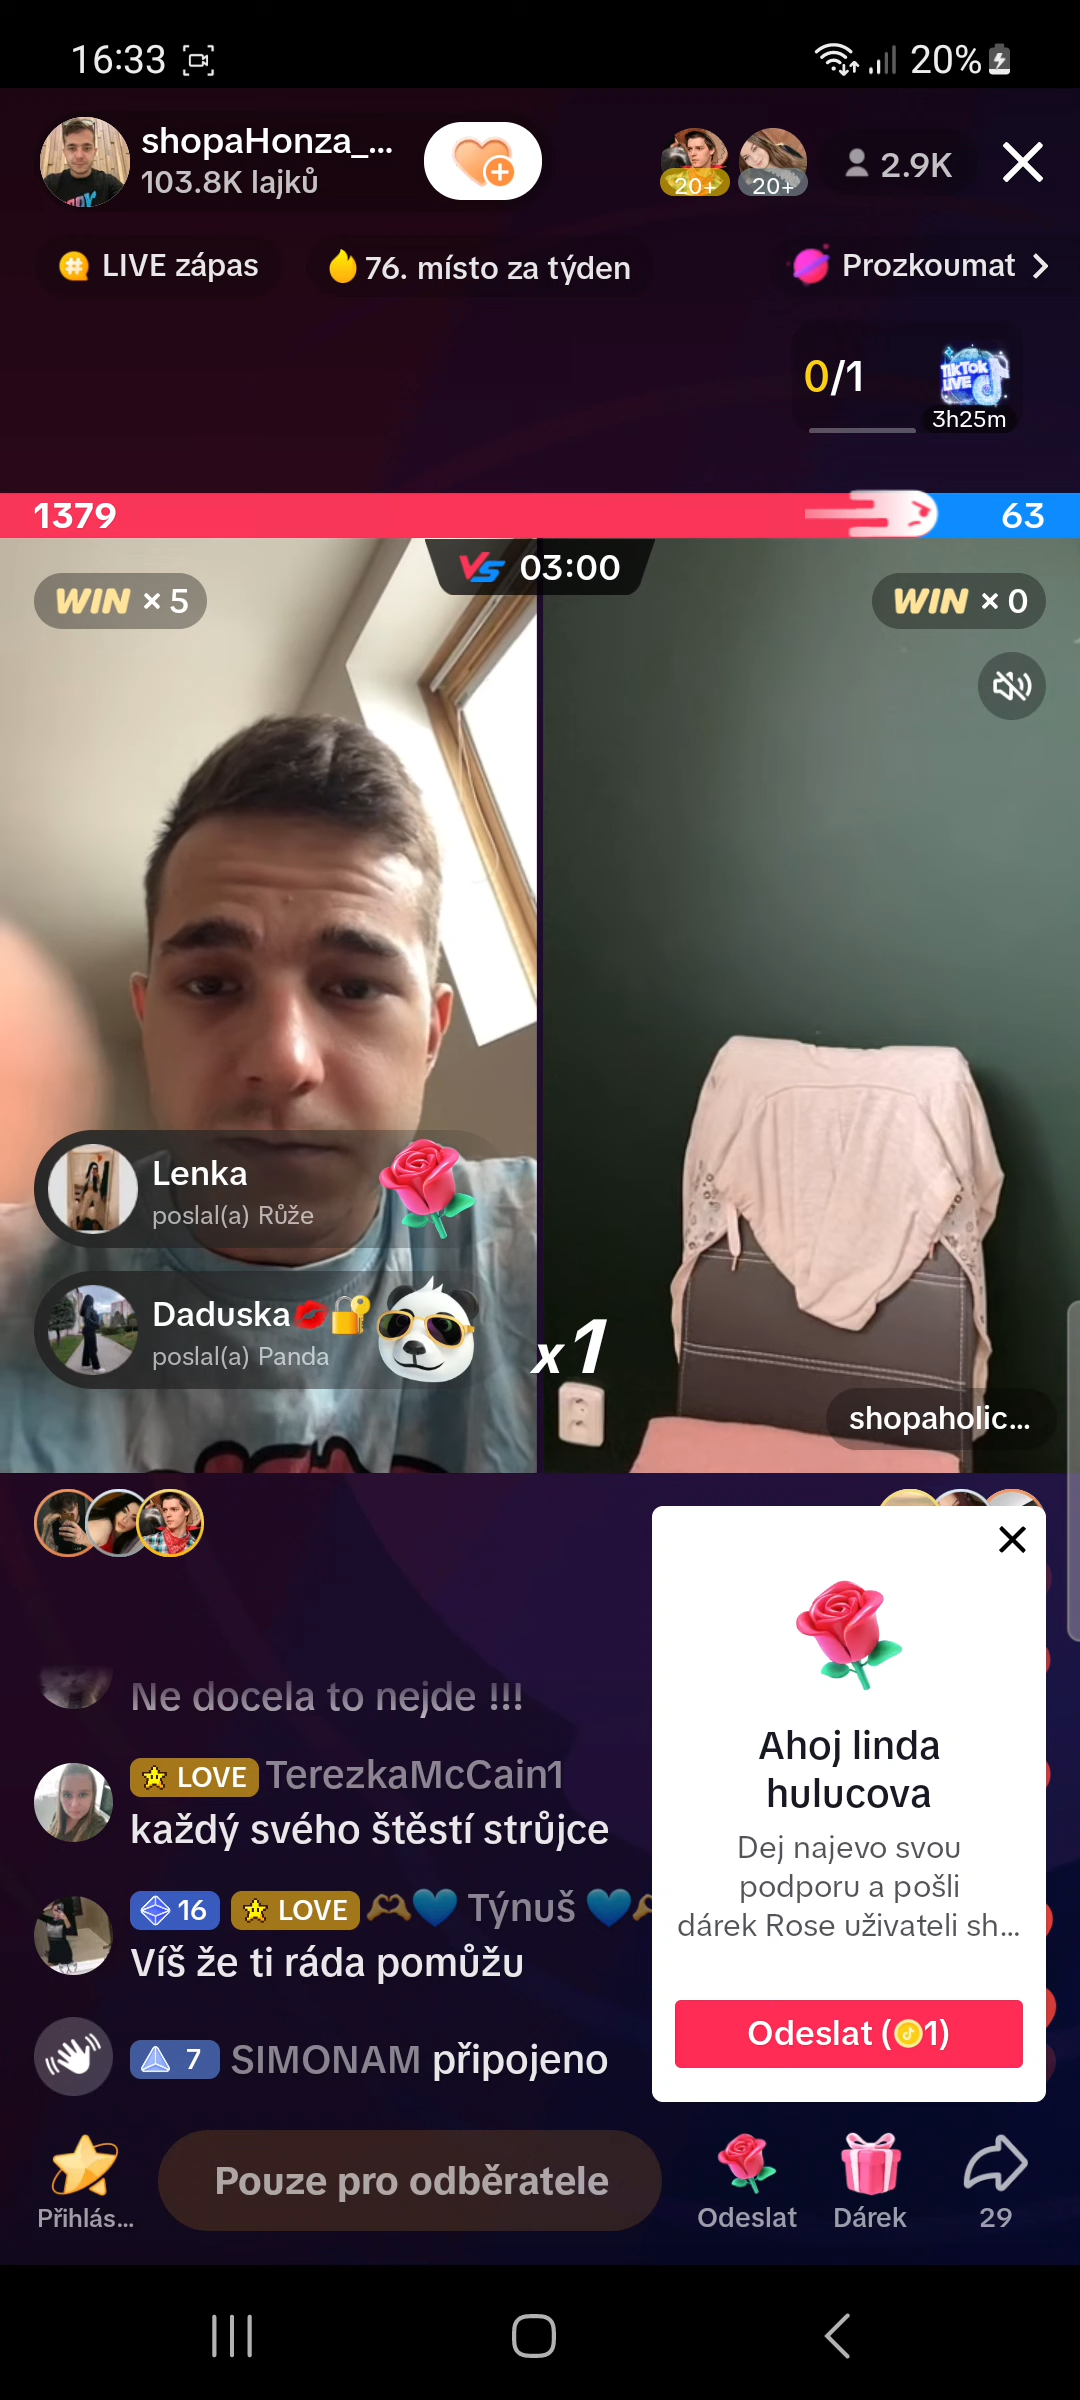 16:33
20%
shopaHonza_...
103.8K lajků
20+
20+
2.9K
LIVE zápas
76. místo za týden
Prozkoumat
0/1
TikTok LIVE
3h25m
1379
63
VS 03:00
WIN × 5
WIN × 0
Lenka
poslal(a) Růže
Daduska
poslal(a) Panda
x1
shopaholic...
Ne docela to nejde !!!
LOVE TerezkaMcCain1
každý svého štěstí strůjce
16 LOVE Týnuš
Víš že ti ráda pomůžu
7 SIMONAM připojeno
Ahoj linda
hulucova
Dej najevo svou
podporu a pošli
dárek Rose uživateli sh...
Odeslat (1)
Přihlás...
Pouze pro odběratele
Odeslat
Dárek
29